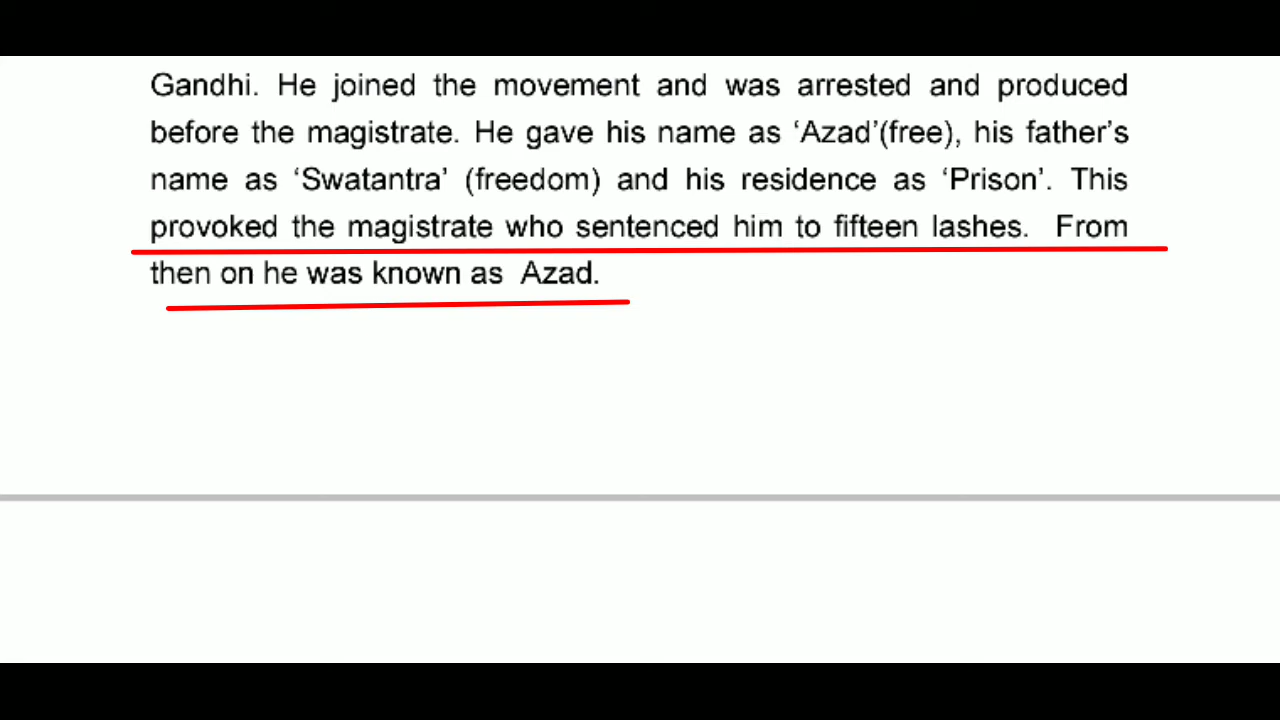 Gandhi. He joined the movement and was arrested and produced
before the magistrate. He gave his name as ‘Azad’(free), his father’s
name as ‘Swatantra’ (freedom) and his residence as ‘Prison’. This
provoked the magistrate who sentenced him to fifteen lashes. From
then on he was known as Azad.